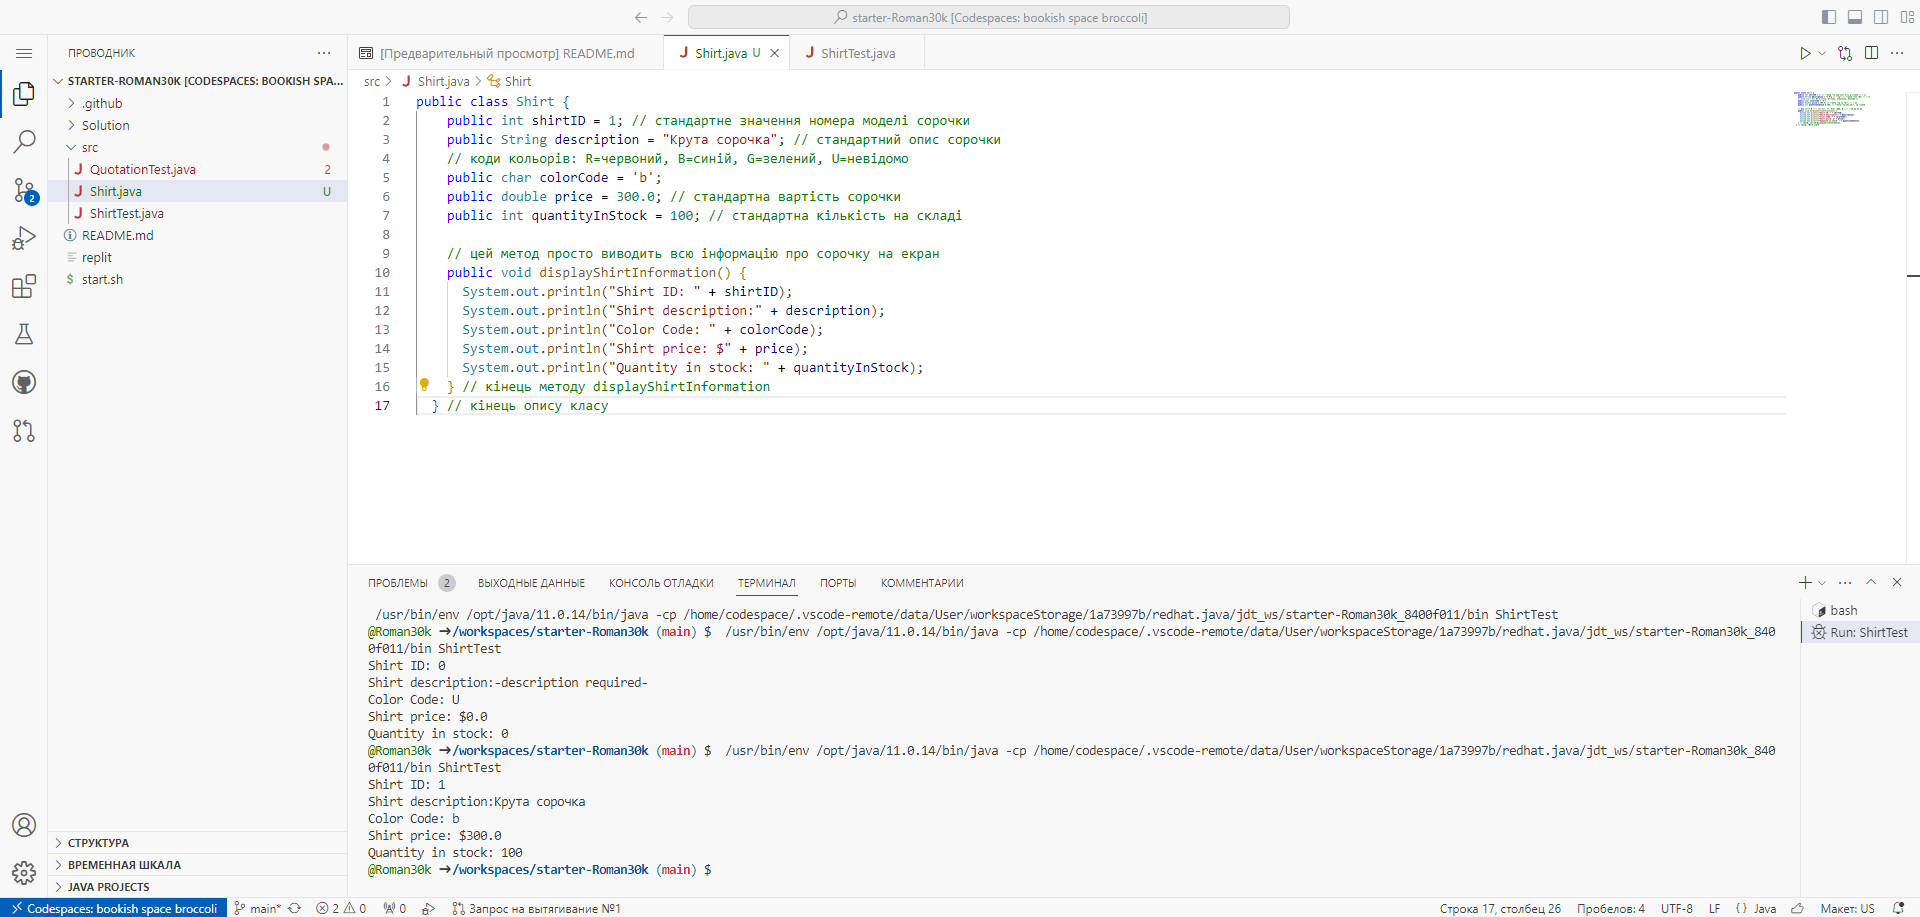 starter-Roman30k [Codespaces: bookish space broccoli]
ПРОВОДНИК
STARTER-ROMAN30K [CODESPACES: BOOKISH SPA...
.github
Solution
src
QuotationTest.java 2
Shirt.java U
ShirtTest.java
README.md
replit
$ start.sh
СТРУКТУРА
ВРЕМЕННАЯ ШКАЛА
JAVA PROJECTS
[Предварительный просмотр] README.md
Shirt.java U
ShirtTest.java
src > Shirt.java > Shirt
1 public class Shirt {
2 public int shirtID = 1; // стандартне значення номера моделі сорочки
3 public String description = "Крута сорочка"; // стандартний опис сорочки
4 // коди кольорів: R=червоний, B=синій, G=зелений, U=невідомо
5 public char colorCode = 'b';
6 public double price = 300.0; // стандартна вартість сорочки
7 public int quantityInStock = 100; // стандартна кількість на складі
8
9 // цей метод просто виводить всю інформацію про сорочку на екран
10 public void displayShirtInformation() {
11 System.out.println("Shirt ID: " + shirtID);
12 System.out.println("Shirt description:" + description);
13 System.out.println("Color Code: " + colorCode);
14 System.out.println("Shirt price: $" + price);
15 System.out.println("Quantity in stock: " + quantityInStock);
16 } // кінець методу displayShirtInformation
17 } // кінець опису класу
ПРОБЛЕМЫ 2 ВЫХОДНЫЕ ДАННЫЕ КОНСОЛЬ ОТЛАДКИ ТЕРМИНАЛ ПОРТЫ КОММЕНТАРИИ
/usr/bin/env /opt/java/11.0.14/bin/java -cp /home/codespace/.vscode-remote/data/User/workspaceStorage/1a73997b/redhat.java/jdt_ws/starter-Roman30k_8400f011/bin ShirtTest
@Roman30k ➜/workspaces/starter-Roman30k (main) $ /usr/bin/env /opt/java/11.0.14/bin/java -cp /home/codespace/.vscode-remote/data/User/workspaceStorage/1a73997b/redhat.java/jdt_ws/starter-Roman30k_840
0f011/bin ShirtTest
Shirt ID: 0
Shirt description:-description required-
Color Code: U
Shirt price: $0.0
Quantity in stock: 0
@Roman30k ➜/workspaces/starter-Roman30k (main) $ /usr/bin/env /opt/java/11.0.14/bin/java -cp /home/codespace/.vscode-remote/data/User/workspaceStorage/1a73997b/redhat.java/jdt_ws/starter-Roman30k_840
0f011/bin ShirtTest
Shirt ID: 1
Shirt description:Крута сорочка
Color Code: b
Shirt price: $300.0
Quantity in stock: 100
@Roman30k ➜/workspaces/starter-Roman30k (main) $
bash
Run: ShirtTest
2
Codespaces: bookish space broccoli main* 2 0 0 Запрос на вытягивание №1 Строка 17, столбец 26 Пробелов: 4 UTF-8 LF {} Java Макет: US